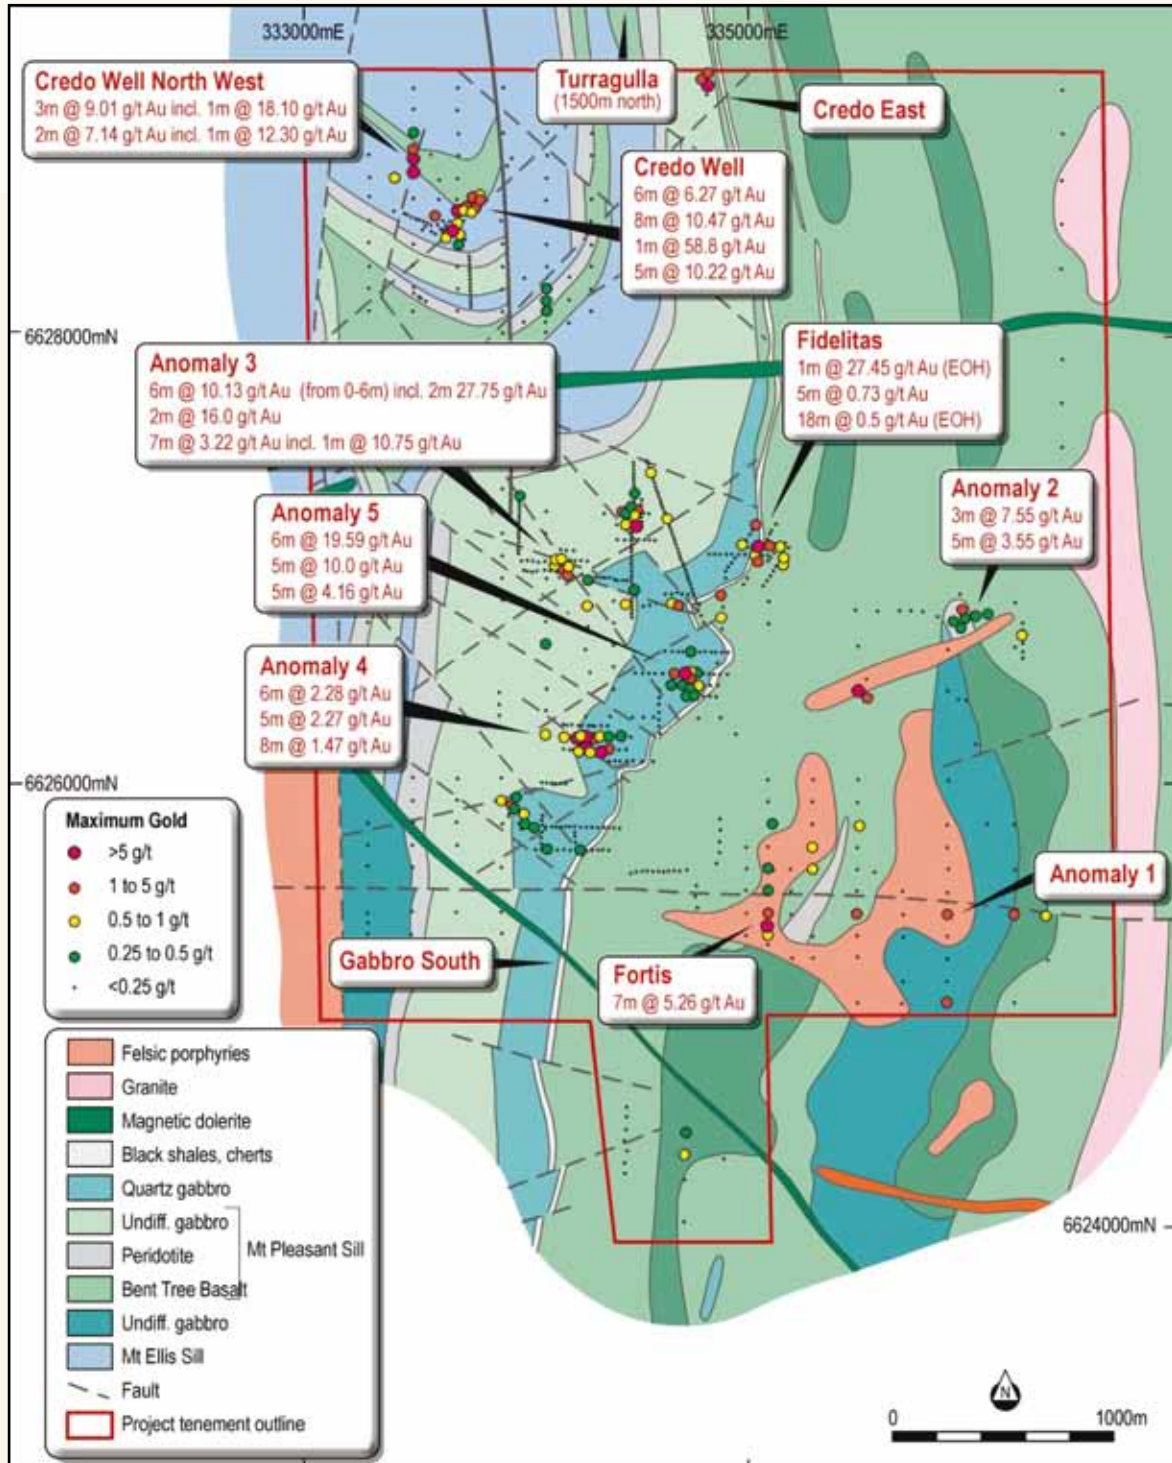 333000mE
335000mE
Credo Well North West
3m @ 9.01 g/t Au incl. 1m @ 18.10 g/t Au
2m @ 7.14 g/t Au incl. 1m @ 12.30 g/t Au
Turragulla
(1500m north)
Credo East
Credo Well
6m @ 6.27 g/t Au
8m @ 10.47 g/t Au
1m @ 58.8 g/t Au
5m @ 10.22 g/t Au
6628000mN
Anomaly 3
6m @ 10.13 g/t Au (from 0-6m) incl. 2m 27.75 g/t Au
2m @ 16.0 g/t Au
7m @ 3.22 g/t Au incl. 1m @ 10.75 g/t Au
Fidelitas
1m @ 27.45 g/t Au (EOH)
5m @ 0.73 g/t Au
18m @ 0.5 g/t Au (EOH)
Anomaly 5
6m @ 19.59 g/t Au
5m @ 10.0 g/t Au
5m @ 4.16 g/t Au
Anomaly 2
3m @ 7.55 g/t Au
5m @ 3.55 g/t Au
Anomaly 4
6m @ 2.28 g/t Au
5m @ 2.27 g/t Au
8m @ 1.47 g/t Au
6626000mN
Maximum Gold
>5 g/t
1 to 5 g/t
0.5 to 1 g/t
0.25 to 0.5 g/t
<0.25 g/t
Anomaly 1
Gabbro South
Fortis
7m @ 5.26 g/t Au
Felsic porphyries
Granite
Magnetic dolerite
Black shales, cherts
Quartz gabbro
Undiff. gabbro
Peridotite
Mt Pleasant Sill
Bent Tree Basalt
Undiff. gabbro
Mt Ellis Sill
Fault
Project tenement outline
6624000mN
N
0
1000m